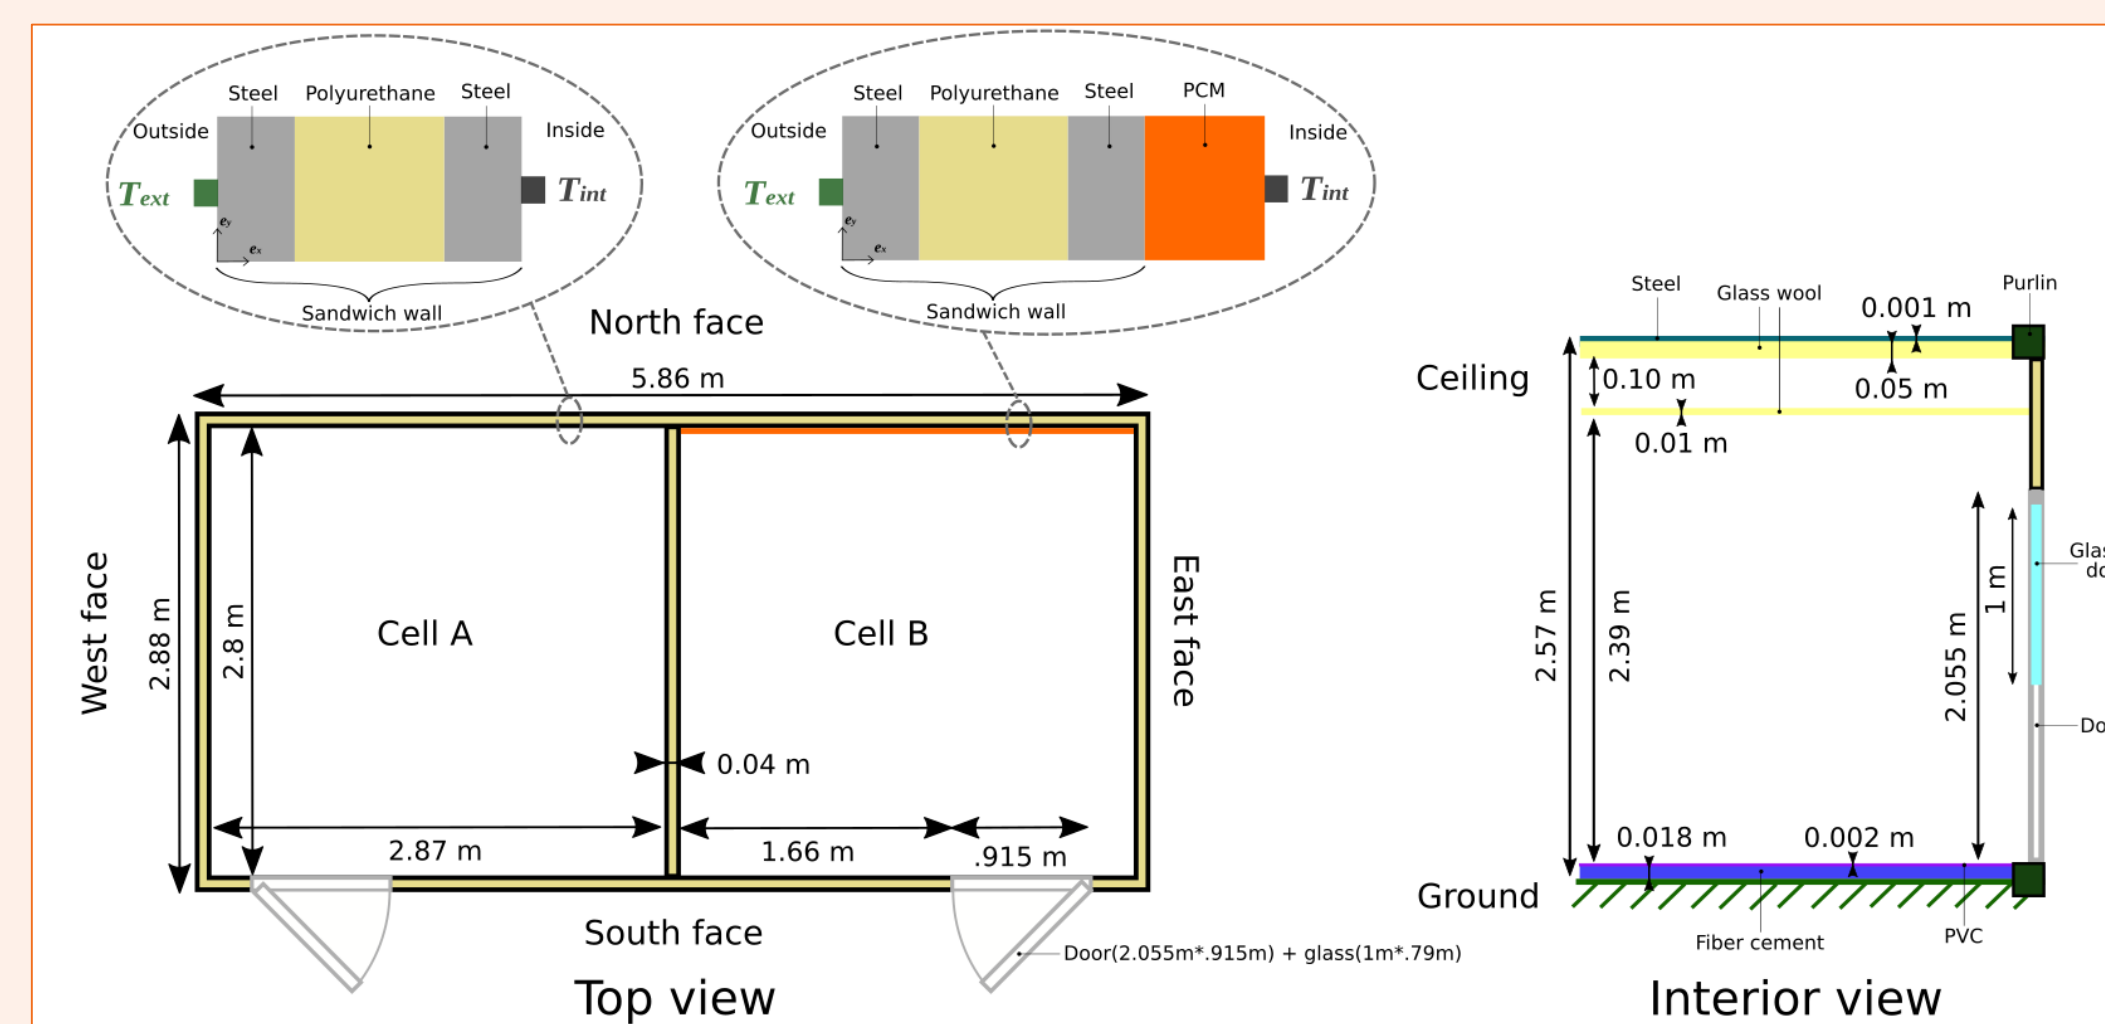 Steel
Polyurethane
Steel
Outside
Inside
Text
Tint
ey
ex
Sandwich wall
Steel
Polyurethane
Steel
PCM
Outside
Inside
Text
Tint
ey
ex
Sandwich wall
North face
5.86 m
West face
2.88 m
2.8 m
Cell A
Cell B
East face
0.04 m
2.87 m
1.66 m
.915 m
South face
Door(2.055m*.915m) + glass(1m*.79m)
Top view
Steel
Glass wool
0.001 m
Purlin
Ceiling
0.10 m
0.05 m
0.01 m
2.57 m
2.39 m
2.055 m
1 m
0.018 m
0.002 m
Ground
Fiber cement
PVC
Interior view